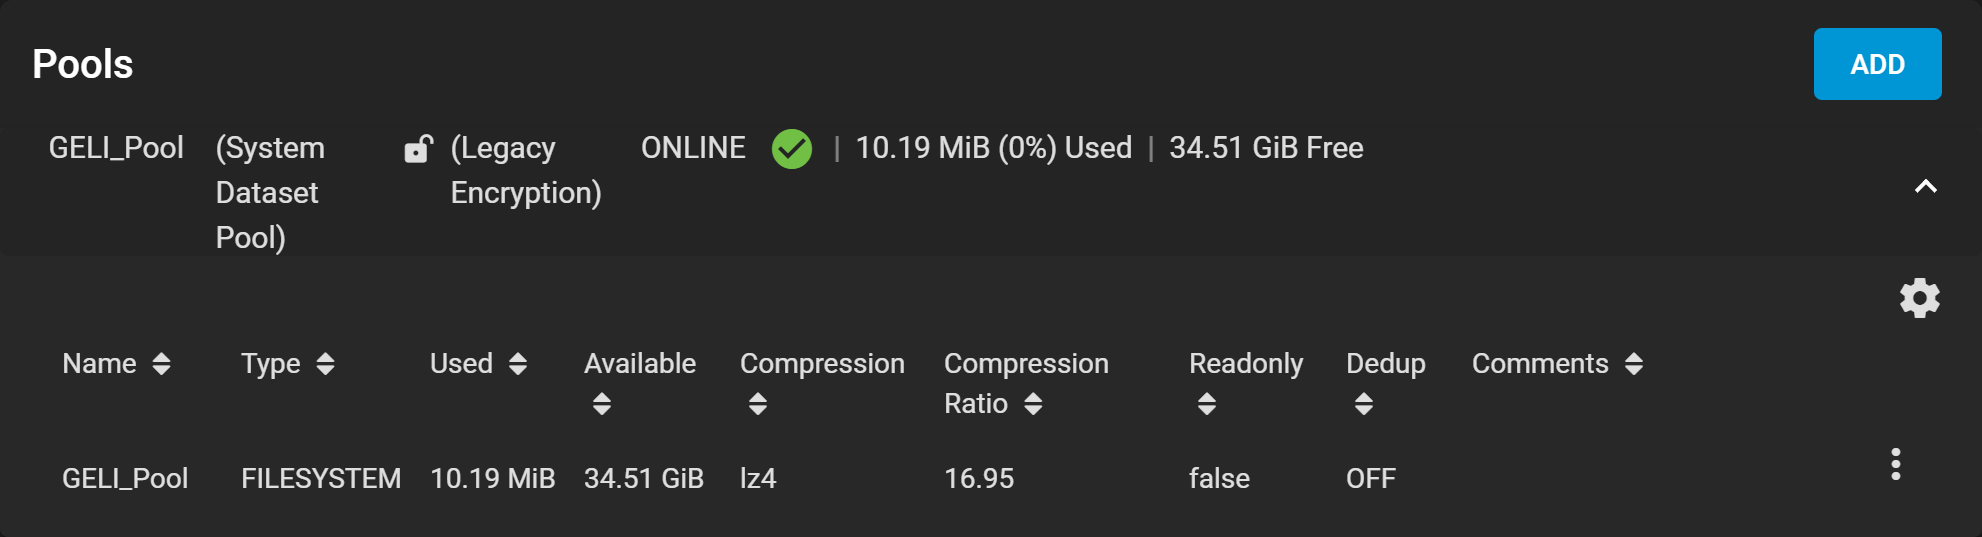 Pools
ADD
GELI_Pool (System Dataset Pool) (Legacy Encryption) ONLINE | 10.19 MiB (0%) Used | 34.51 GiB Free
Name Type Used Available Compression Compression Ratio Readonly Dedup Comments
GELI_Pool FILESYSTEM 10.19 MiB 34.51 GiB lz4 16.95 false OFF